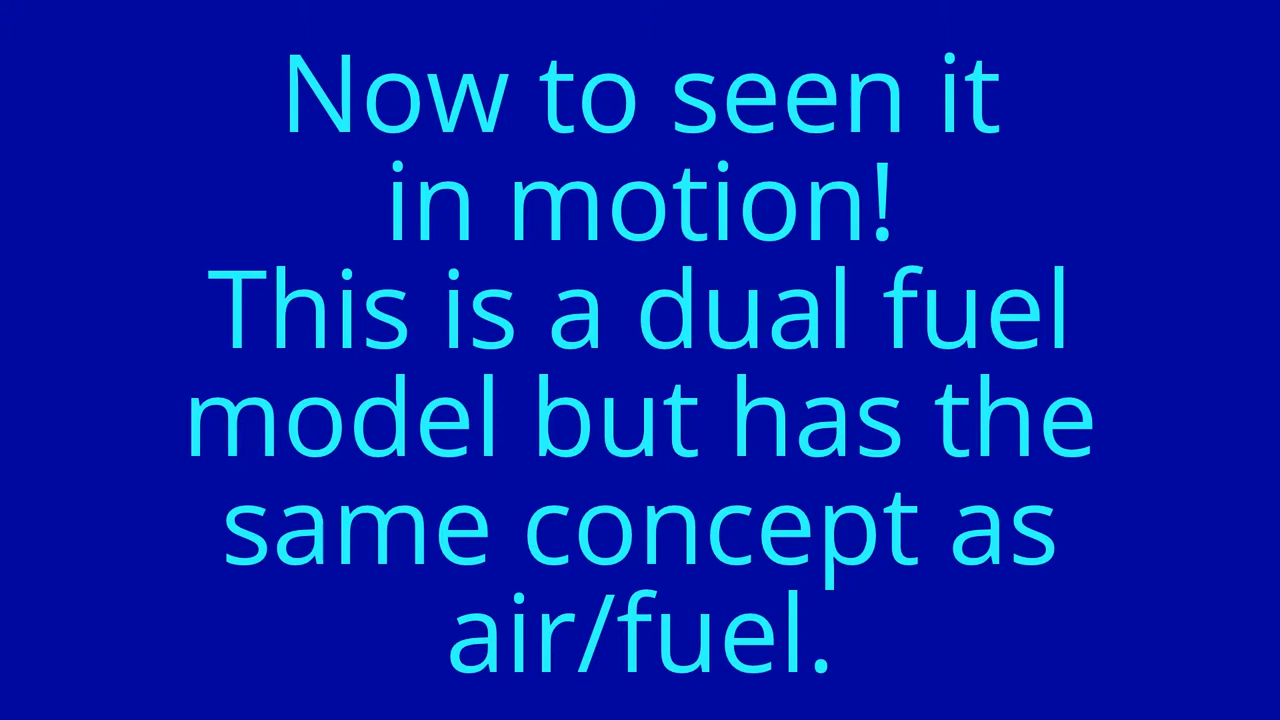 Now to seen it
in motion!
This is a dual fuel
model but has the
same concept as
air/fuel.